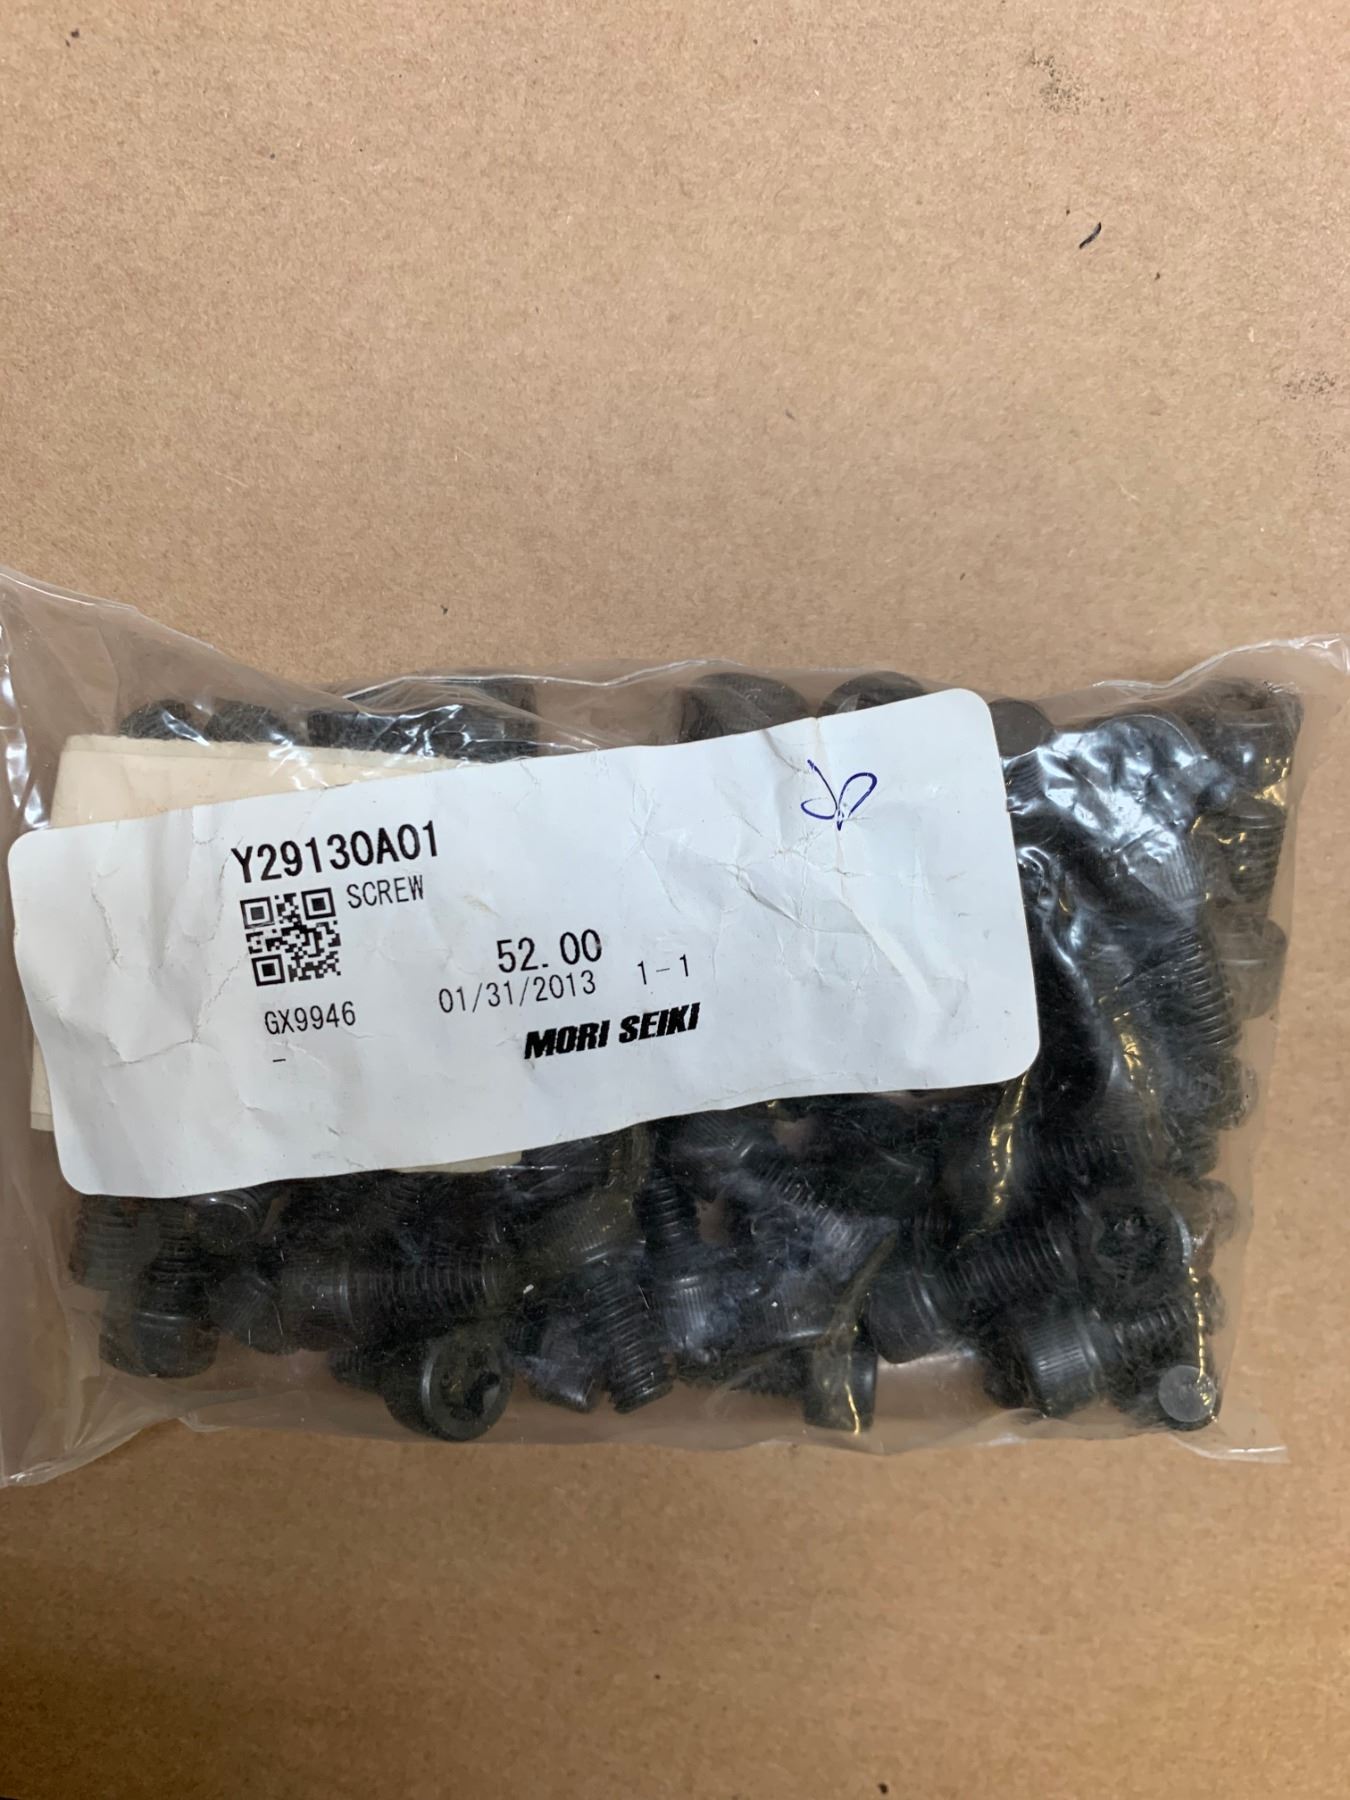 Y29130A01
SCREW
52.00
01/31/2013 1-1
GX9946
-
MORI SEIKI